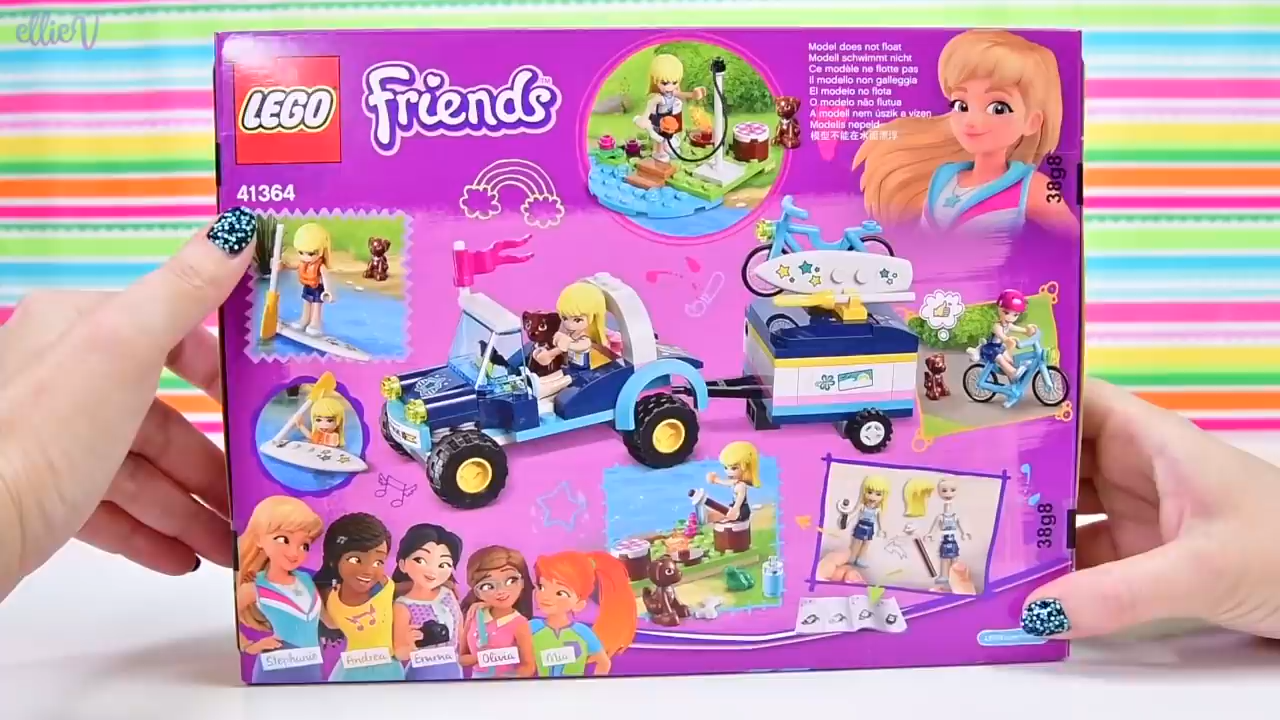 ellieV
LEGO
friends™
41364
Model does not float
Modell schwimmt nicht
Ce modèle ne flotte pas
Il modello non galleggia
El modelo no flota
O modelo não flutua
A modell nem úszik a vízen
Modelis nepeld
模型不能在水面漂浮
38g8
38g8
Stephanie
Andrea
Emma
Olivia
Mia